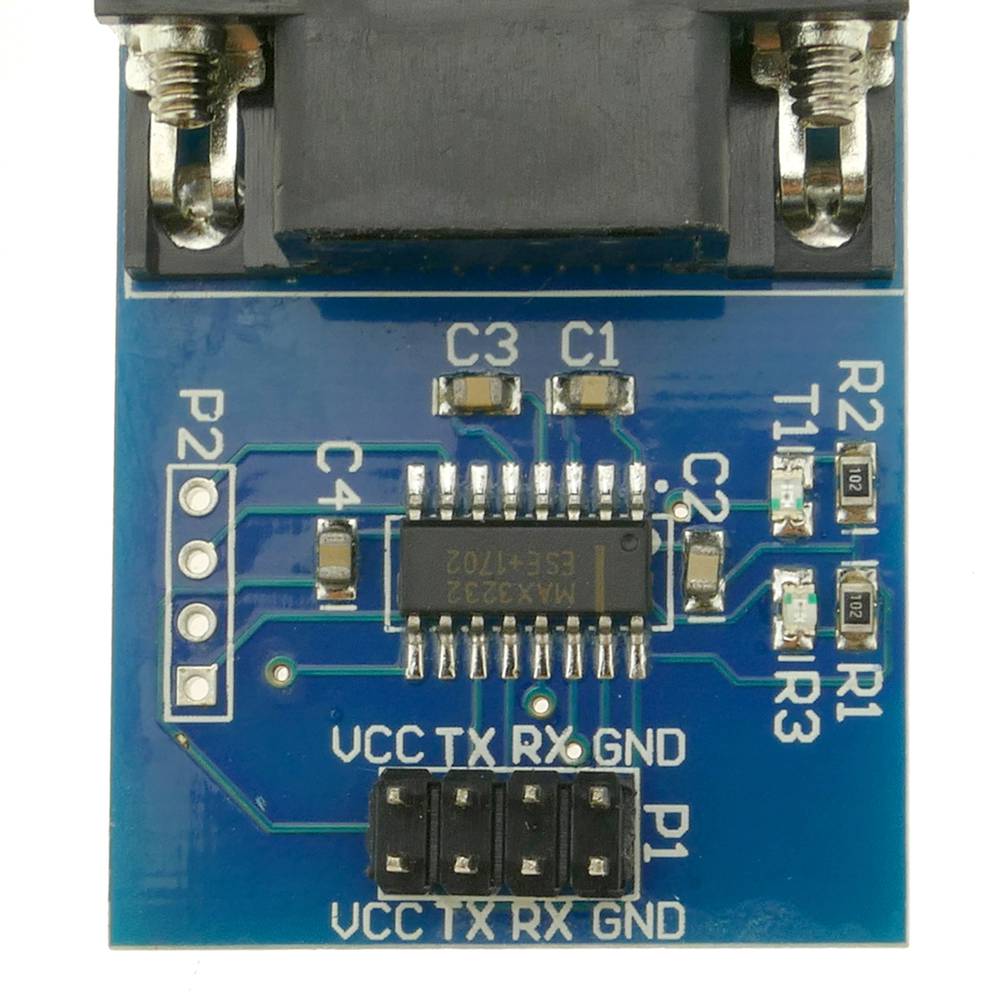 C3 C1
R2
T1
P2
C4
C2
102
MAX3232
ESE+1702
102
R3
R1
VCC TX RX GND
P1
VCC TX RX GND